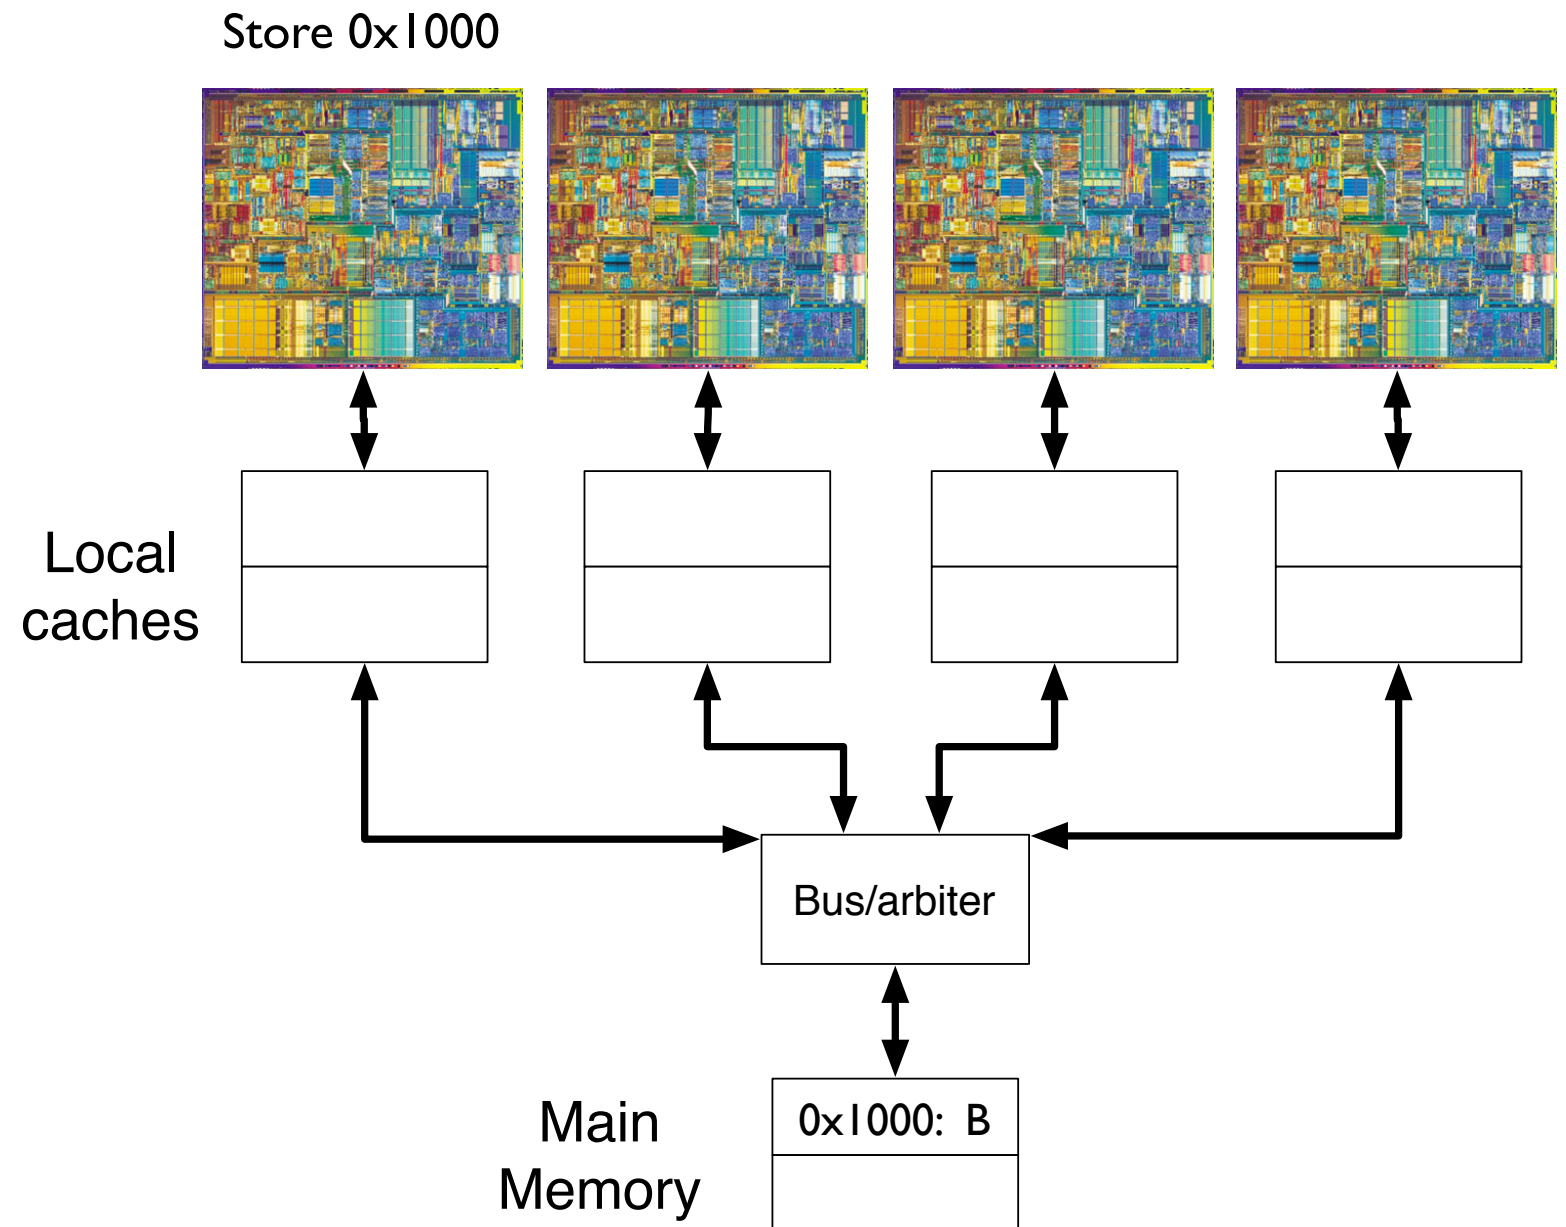 Store 0x1000
Local
caches
Bus/arbiter
Main
Memory
0x1000: B